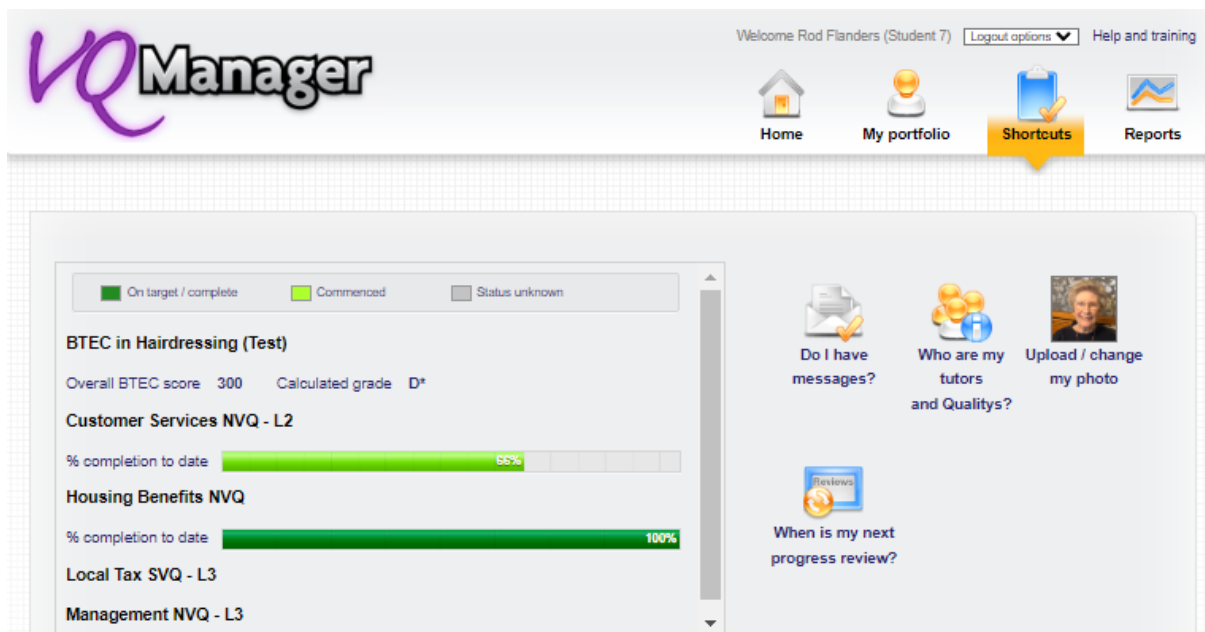 VQManager
Welcome Rod Flanders (Student 7) Logout options Help and training
Home My portfolio Shortcuts Reports
On target / complete Commenced Status unknown
BTEC in Hairdressing (Test)
Overall BTEC score 300 Calculated grade D*
Customer Services NVQ - L2
% completion to date 66%
Housing Benefits NVQ
% completion to date 100%
Local Tax SVQ - L3
Management NVQ - L3
Do I have
messages?
Who are my
tutors
and Qualitys?
Upload / change
my photo
Reviews
When is my next
progress review?